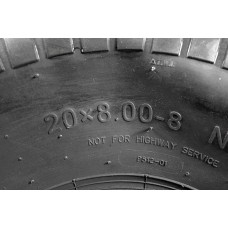 20x8.00-8 N
NOT FOR HIGHWAY SERVICE